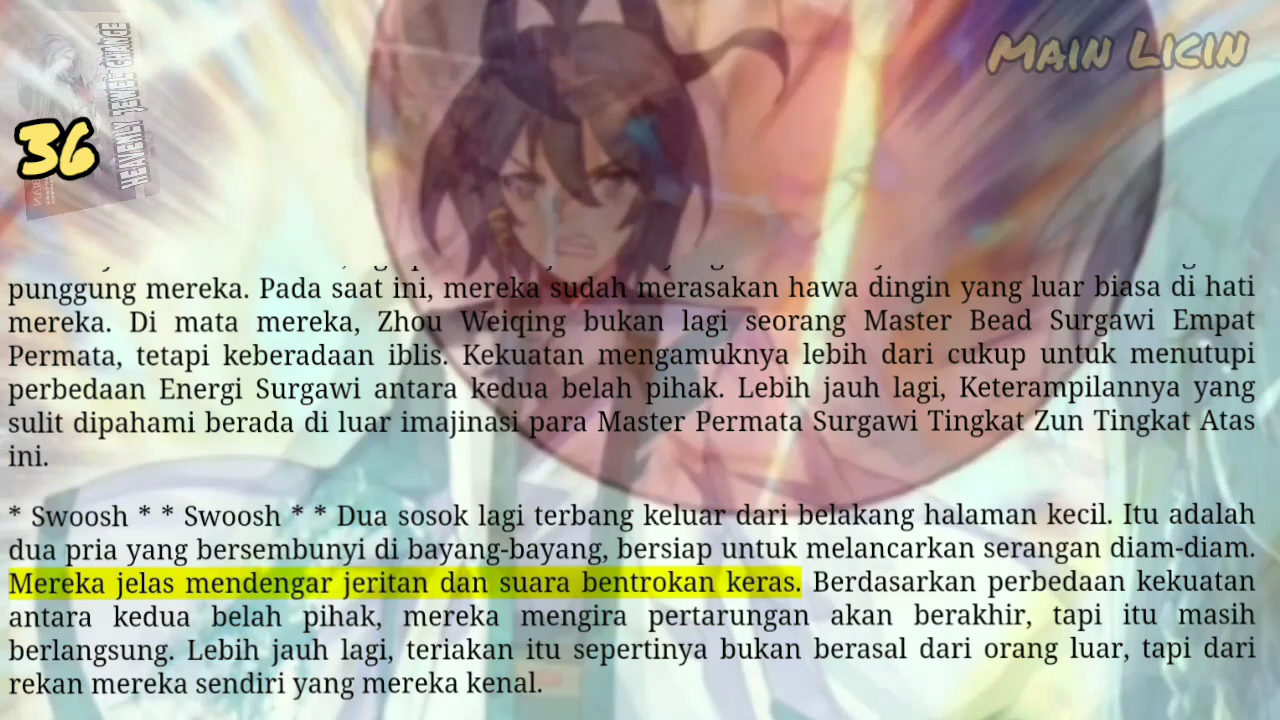 Main Licin
HEAVENLY JEWEL CHANGE
36
punggung mereka. Pada saat ini, mereka sudah merasakan hawa dingin yang luar biasa di hati
mereka. Di mata mereka, Zhou Weiqing bukan lagi seorang Master Bead Surgawi Empat
Permata, tetapi keberadaan iblis. Kekuatan mengamuknya lebih dari cukup untuk menutupi
perbedaan Energi Surgawi antara kedua belah pihak. Lebih jauh lagi, Keterampilannya yang
sulit dipahami berada di luar imajinasi para Master Permata Surgawi Tingkat Zun Tingkat Atas
ini.
* Swoosh * * Swoosh * * Dua sosok lagi terbang keluar dari belakang halaman kecil. Itu adalah
dua pria yang bersembunyi di bayang-bayang, bersiap untuk melancarkan serangan diam-diam.
Mereka jelas mendengar jeritan dan suara bentrokan keras. Berdasarkan perbedaan kekuatan
antara kedua belah pihak, mereka mengira pertarungan akan berakhir, tapi itu masih
berlangsung. Lebih jauh lagi, teriakan itu sepertinya bukan berasal dari orang luar, tapi dari
rekan mereka sendiri yang mereka kenal.